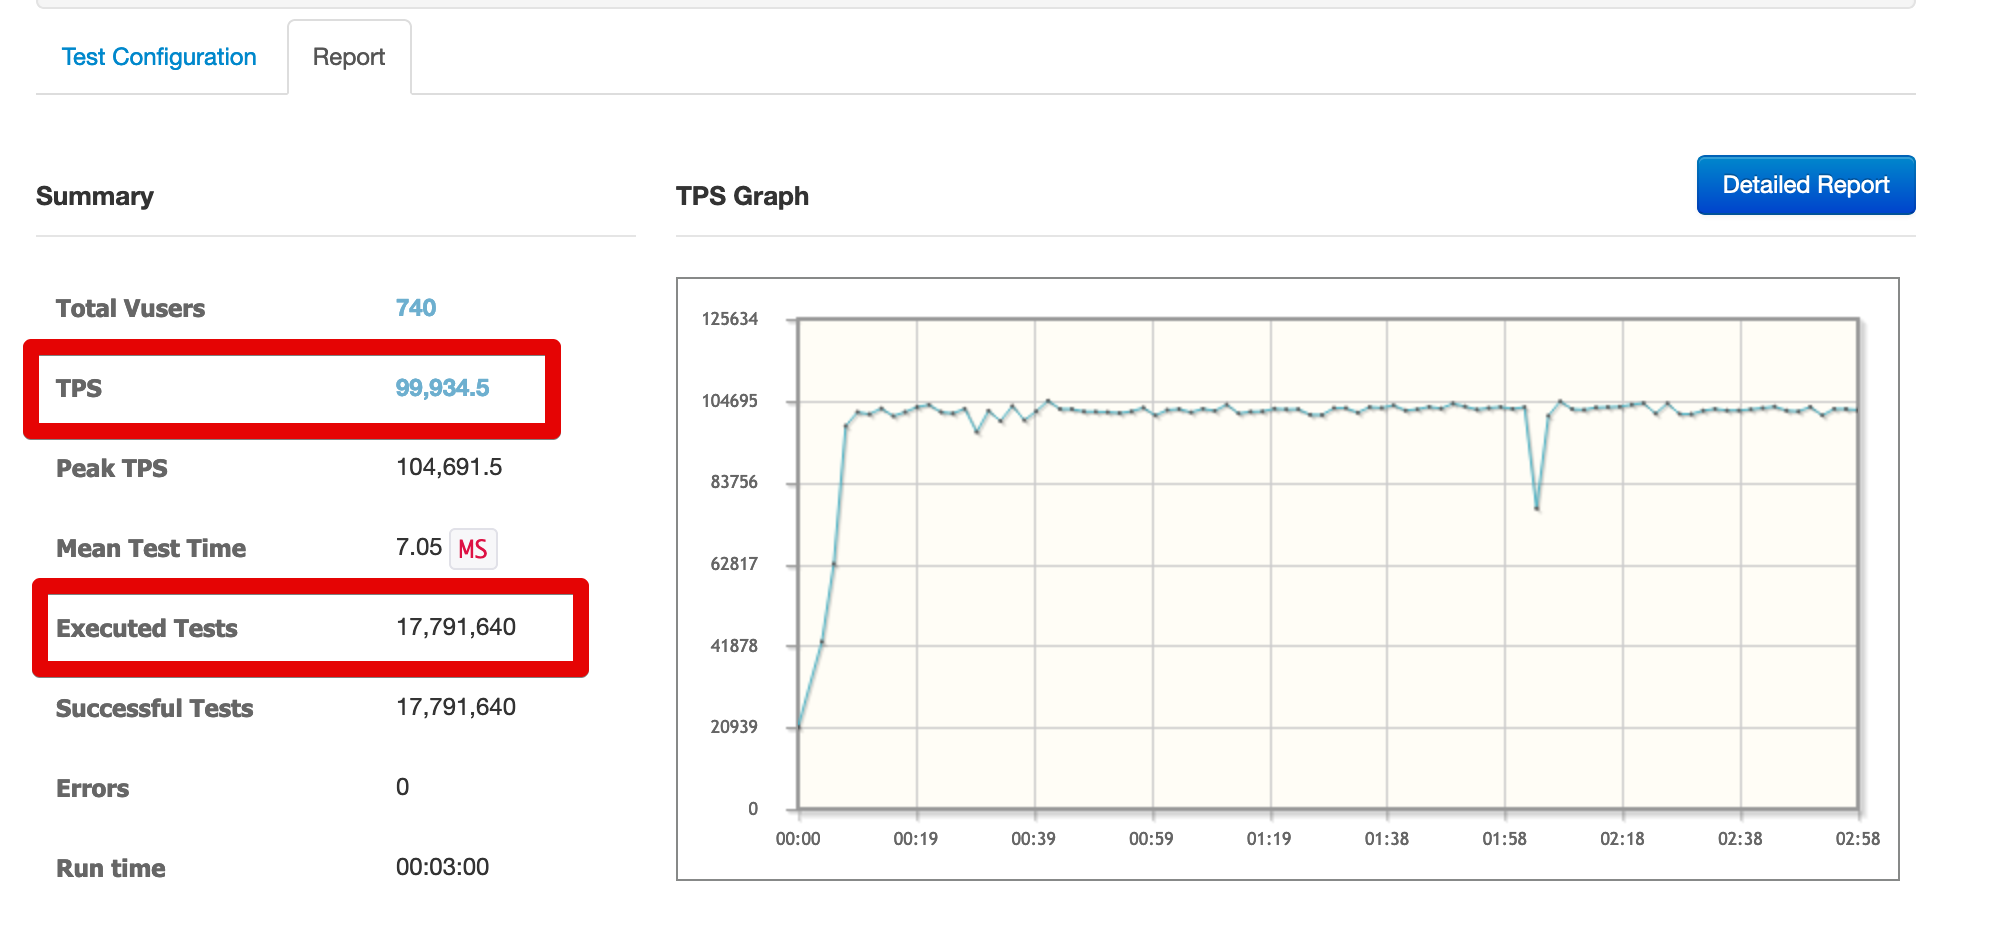 Test Configuration
Report
Summary
Total Vusers 740
TPS 99,934.5
Peak TPS 104,691.5
Mean Test Time 7.05 MS
Executed Tests 17,791,640
Successful Tests 17,791,640
Errors 0
Run time 00:03:00
TPS Graph
Detailed Report
125634
104695
83756
62817
41878
20939
0
00:00 00:19 00:39 00:59 01:19 01:38 01:58 02:18 02:38 02:58